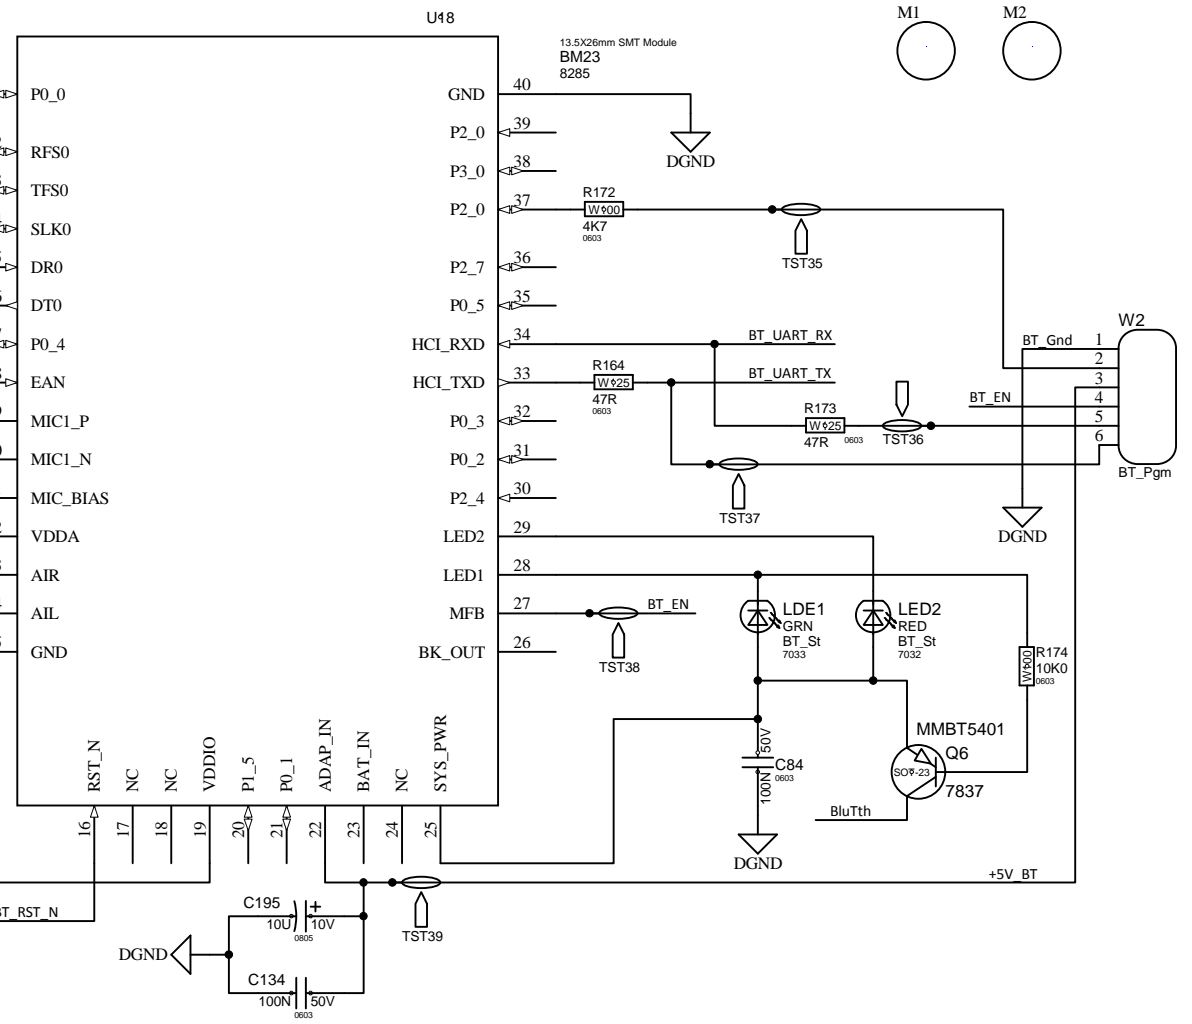 U18
M1
M2
13.5X26mm SMT Module
BM23
8285
P0_0
RFS0
TFS0
SLK0
DR0
DT0
P0_4
EAN
MIC1_P
MIC1_N
MIC_BIAS
VDDA
AIR
AIL
GND
GND 40
P2_0 39
P3_0 38
P2_0 37
P2_7 36
P0_5 35
HCI_RXD 34
HCI_TXD 33
P0_3 32
P0_2 31
P2_4 30
LED2 29
LED1 28
MFB 27
BK_OUT 26
RST_N 16
NC 17
NC 18
VDDIO 19
P1_5 20
P0_1 21
ADAP_IN 22
BAT_IN 23
NC 24
SYS_PWR 25
DGND
R172
4K7
0603
TST35
BT_UART_RX
R164
W625
47R
0603
BT_UART_TX
R173
W625
47R 0603
TST36
TST37
W2
BT_Gnd 1
2
3
BT_EN 4
5
6
BT_Pgm
DGND
BT_EN
TST38
LDE1
GRN
BT_St
7033
LED2
RED
BT_St
7032
R174
10K0
0603
MMBT5401
Q6
7837
BluTth
50V
C84
0603
100N
DGND
+5V_BT
TST39
BT_RST_N
C195
10U + 10V
0805
DGND
C134
100N 50V
0603